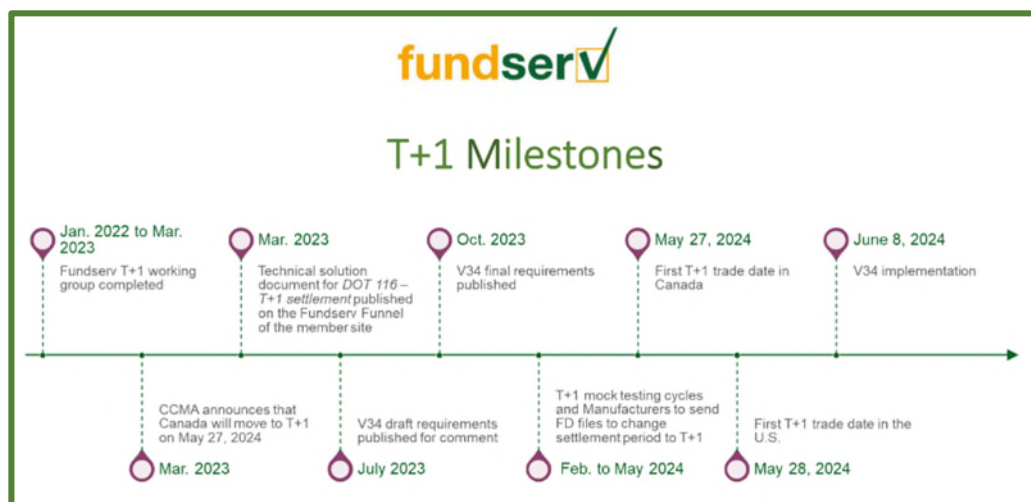 fundserv
T+1 Milestones
Jan. 2022 to Mar.
2023
Fundserv T+1 working
group completed
Mar. 2023
Technical solution
document for DOT 116 –
T+1 settlement published
on the Fundserv Funnel
of the member site
Oct. 2023
V34 final requirements
published
May 27, 2024
First T+1 trade date in
Canada
June 8, 2024
V34 implementation
CCMA announces that
Canada will move to T+1
on May 27, 2024
Mar. 2023
V34 draft requirements
published for comment
July 2023
T+1 mock testing cycles
and Manufacturers to send
FD files to change
settlement period to T+1
Feb. to May 2024
First T+1 trade date in the
U.S.
May 28, 2024